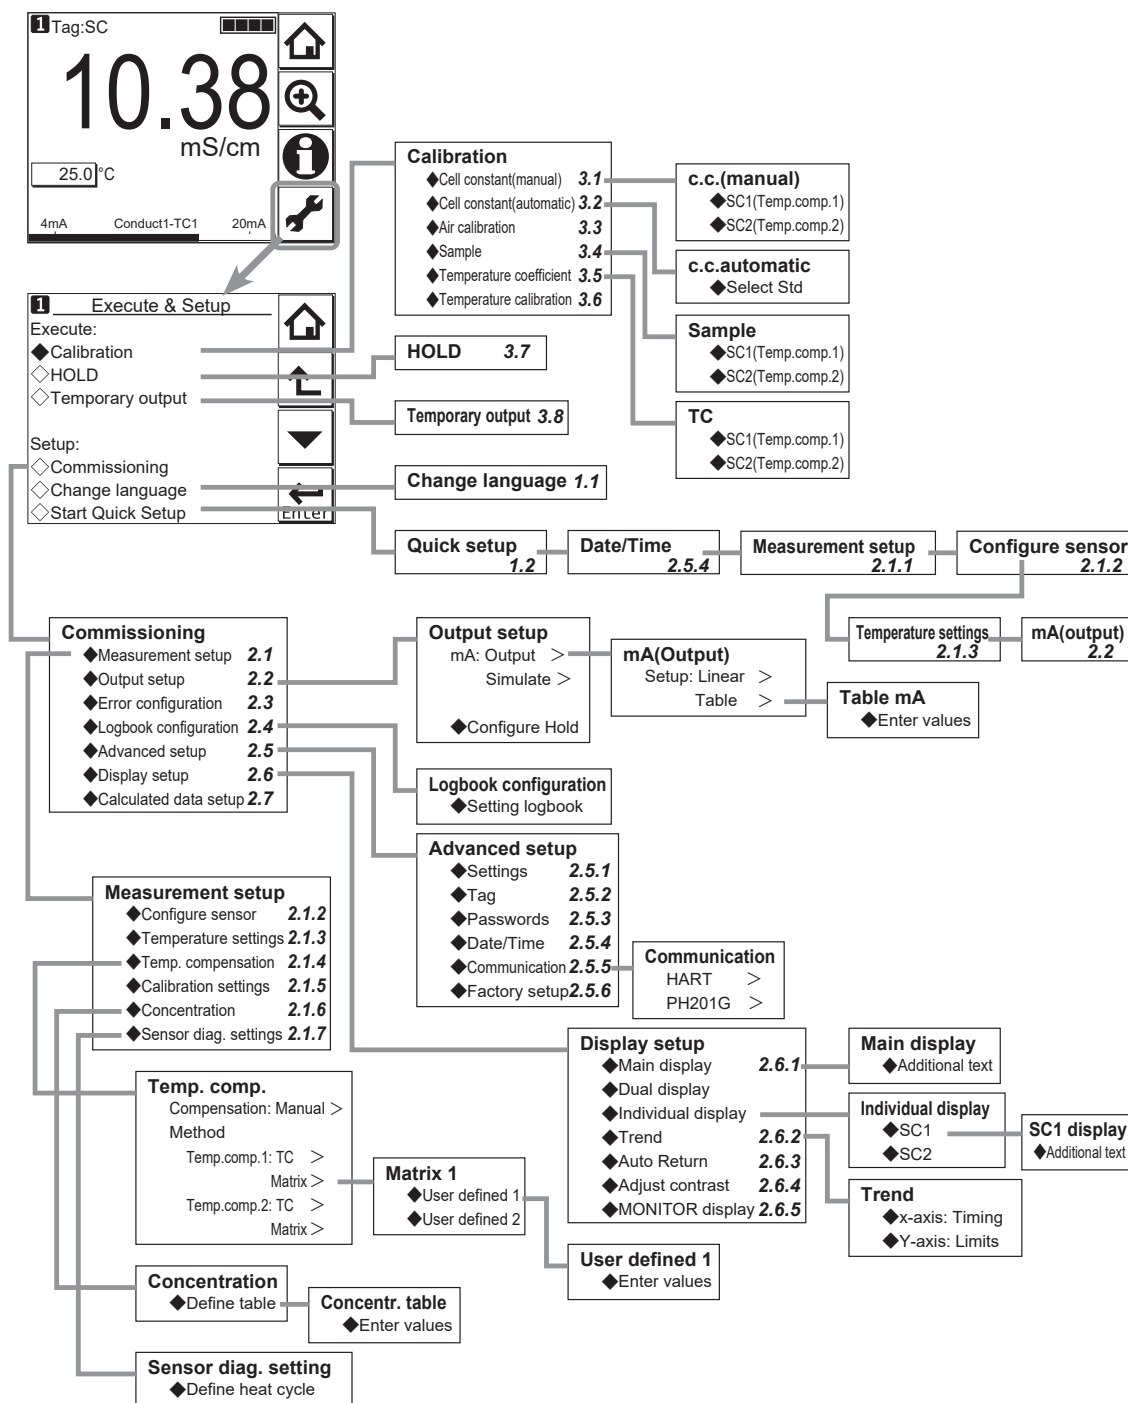 1 Tag:SC
10.38
mS/cm
25.0 °C
4mA Conduct1-TC1 20mA
1 Execute & Setup
Execute:
◆Calibration
◇HOLD
◇Temporary output
Setup:
◇Commissioning
◇Change language
◇Start Quick Setup
Enter
Calibration
◆Cell constant(manual) 3.1
◆Cell constant(automatic) 3.2
◆Air calibration 3.3
◆Sample 3.4
◆Temperature coefficient 3.5
◆Temperature calibration 3.6
c.c.(manual)
◆SC1(Temp.comp.1)
◆SC2(Temp.comp.2)
c.c.automatic
◆Select Std
Sample
◆SC1(Temp.comp.1)
◆SC2(Temp.comp.2)
TC
◆SC1(Temp.comp.1)
◆SC2(Temp.comp.2)
HOLD 3.7
Temporary output 3.8
Change language 1.1
Quick setup
1.2
Date/Time
2.5.4
Measurement setup
2.1.1
Configure sensor
2.1.2
Temperature settings
2.1.3
mA(output)
2.2
Commissioning
◆Measurement setup 2.1
◆Output setup 2.2
◆Error configuration 2.3
◆Logbook configuration 2.4
◆Advanced setup 2.5
◆Display setup 2.6
◆Calculated data setup 2.7
Output setup
mA: Output >
Simulate >
◆Configure Hold
mA(Output)
Setup: Linear >
Table >
Table mA
◆Enter values
Logbook configuration
◆Setting logbook
Advanced setup
◆Settings 2.5.1
◆Tag 2.5.2
◆Passwords 2.5.3
◆Date/Time 2.5.4
◆Communication 2.5.5
◆Factory setup 2.5.6
Communication
HART >
PH201G >
Measurement setup
◆Configure sensor 2.1.2
◆Temperature settings 2.1.3
◆Temp. compensation 2.1.4
◆Calibration settings 2.1.5
◆Concentration 2.1.6
◆Sensor diag. settings 2.1.7
Display setup
◆Main display 2.6.1
◆Dual display
◆Individual display
◆Trend 2.6.2
◆Auto Return 2.6.3
◆Adjust contrast 2.6.4
◆MONITOR display 2.6.5
Main display
◆Additional text
Individual display
◆SC1
◆SC2
SC1 display
◆Additional text
Trend
◆x-axis: Timing
◆Y-axis: Limits
Temp. comp.
Compensation: Manual >
Method
Temp.comp.1: TC >
Matrix >
Temp.comp.2: TC >
Matrix >
Matrix 1
◆User defined 1
◆User defined 2
User defined 1
◆Enter values
Concentration
◆Define table
Concentr. table
◆Enter values
Sensor diag. setting
◆Define heat cycle